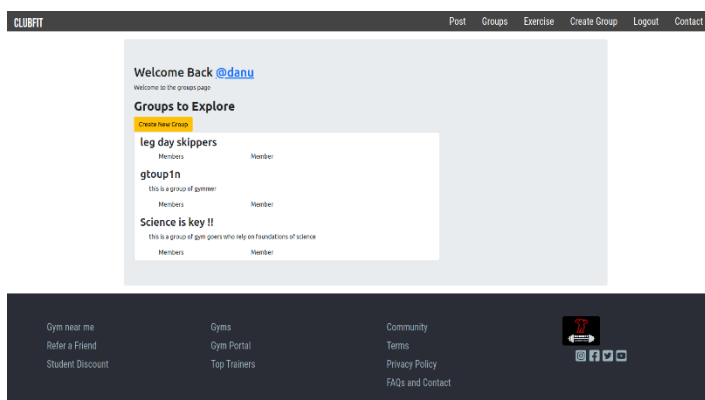 CLUBFIT Post Groups Exercise Create Group Logout Contact
Welcome Back @danu
Welcome to the groups page
Groups to Explore
Create New Group
leg day skippers
Members Member
gtoup1n
this is a group of gymmer
Members Member
Science is key !!
this is a group of gym goers who rely on foundations of science
Members Member
Gym near me Gyms Community
Refer a Friend Gym Portal Terms
Student Discount Top Trainers Privacy Policy
FAQs and Contact